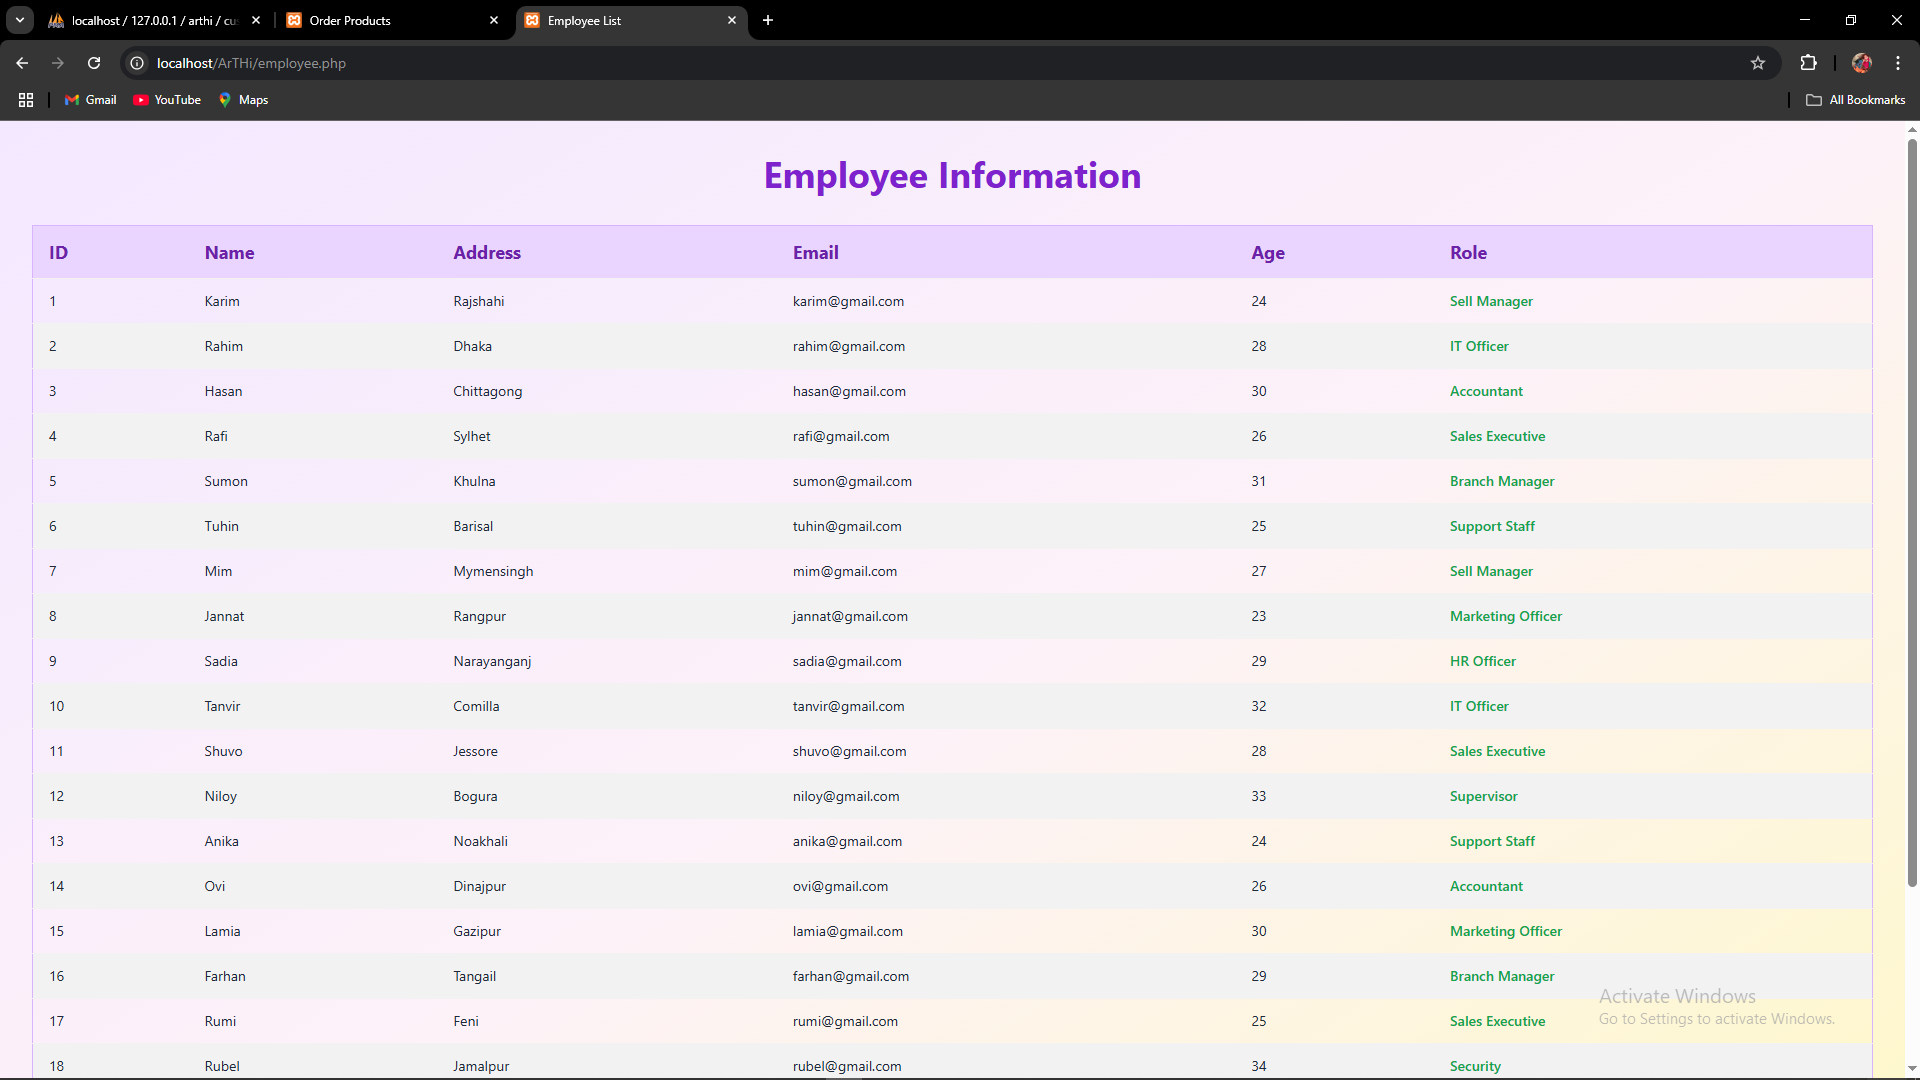 localhost / 127.0.0.1 / arthi / cu
Order Products
Employee List
localhost/ArTHi/employee.php
Gmail YouTube Maps All Bookmarks
Employee Information
ID Name Address Email Age Role
1 Karim Rajshahi karim@gmail.com 24 Sell Manager
2 Rahim Dhaka rahim@gmail.com 28 IT Officer
3 Hasan Chittagong hasan@gmail.com 30 Accountant
4 Rafi Sylhet rafi@gmail.com 26 Sales Executive
5 Sumon Khulna sumon@gmail.com 31 Branch Manager
6 Tuhin Barisal tuhin@gmail.com 25 Support Staff
7 Mim Mymensingh mim@gmail.com 27 Sell Manager
8 Jannat Rangpur jannat@gmail.com 23 Marketing Officer
9 Sadia Narayanganj sadia@gmail.com 29 HR Officer
10 Tanvir Comilla tanvir@gmail.com 32 IT Officer
11 Shuvo Jessore shuvo@gmail.com 28 Sales Executive
12 Niloy Bogura niloy@gmail.com 33 Supervisor
13 Anika Noakhali anika@gmail.com 24 Support Staff
14 Ovi Dinajpur ovi@gmail.com 26 Accountant
15 Lamia Gazipur lamia@gmail.com 30 Marketing Officer
16 Farhan Tangail farhan@gmail.com 29 Branch Manager
17 Rumi Feni rumi@gmail.com 25 Sales Executive
18 Rubel Jamalpur rubel@gmail.com 34 Security
Activate Windows
Go to Settings to activate Windows.